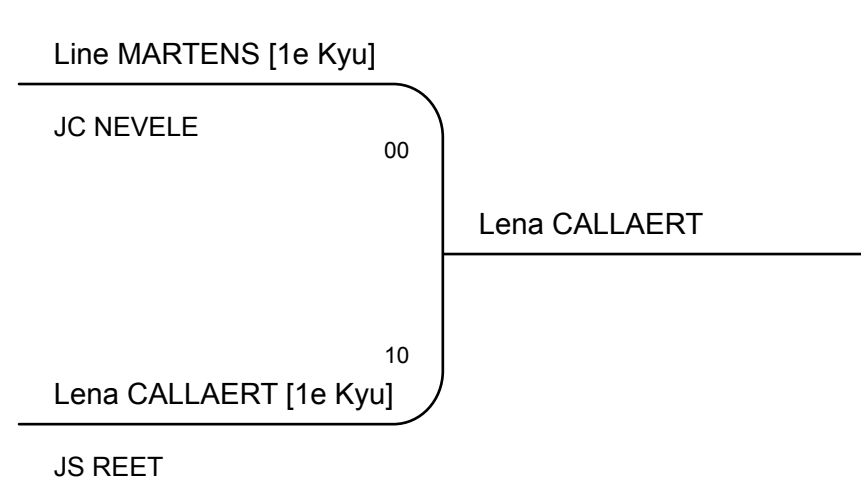 Line MARTENS [1e Kyu]
JC NEVELE
00
Lena CALLAERT
10
Lena CALLAERT [1e Kyu]
JS REET